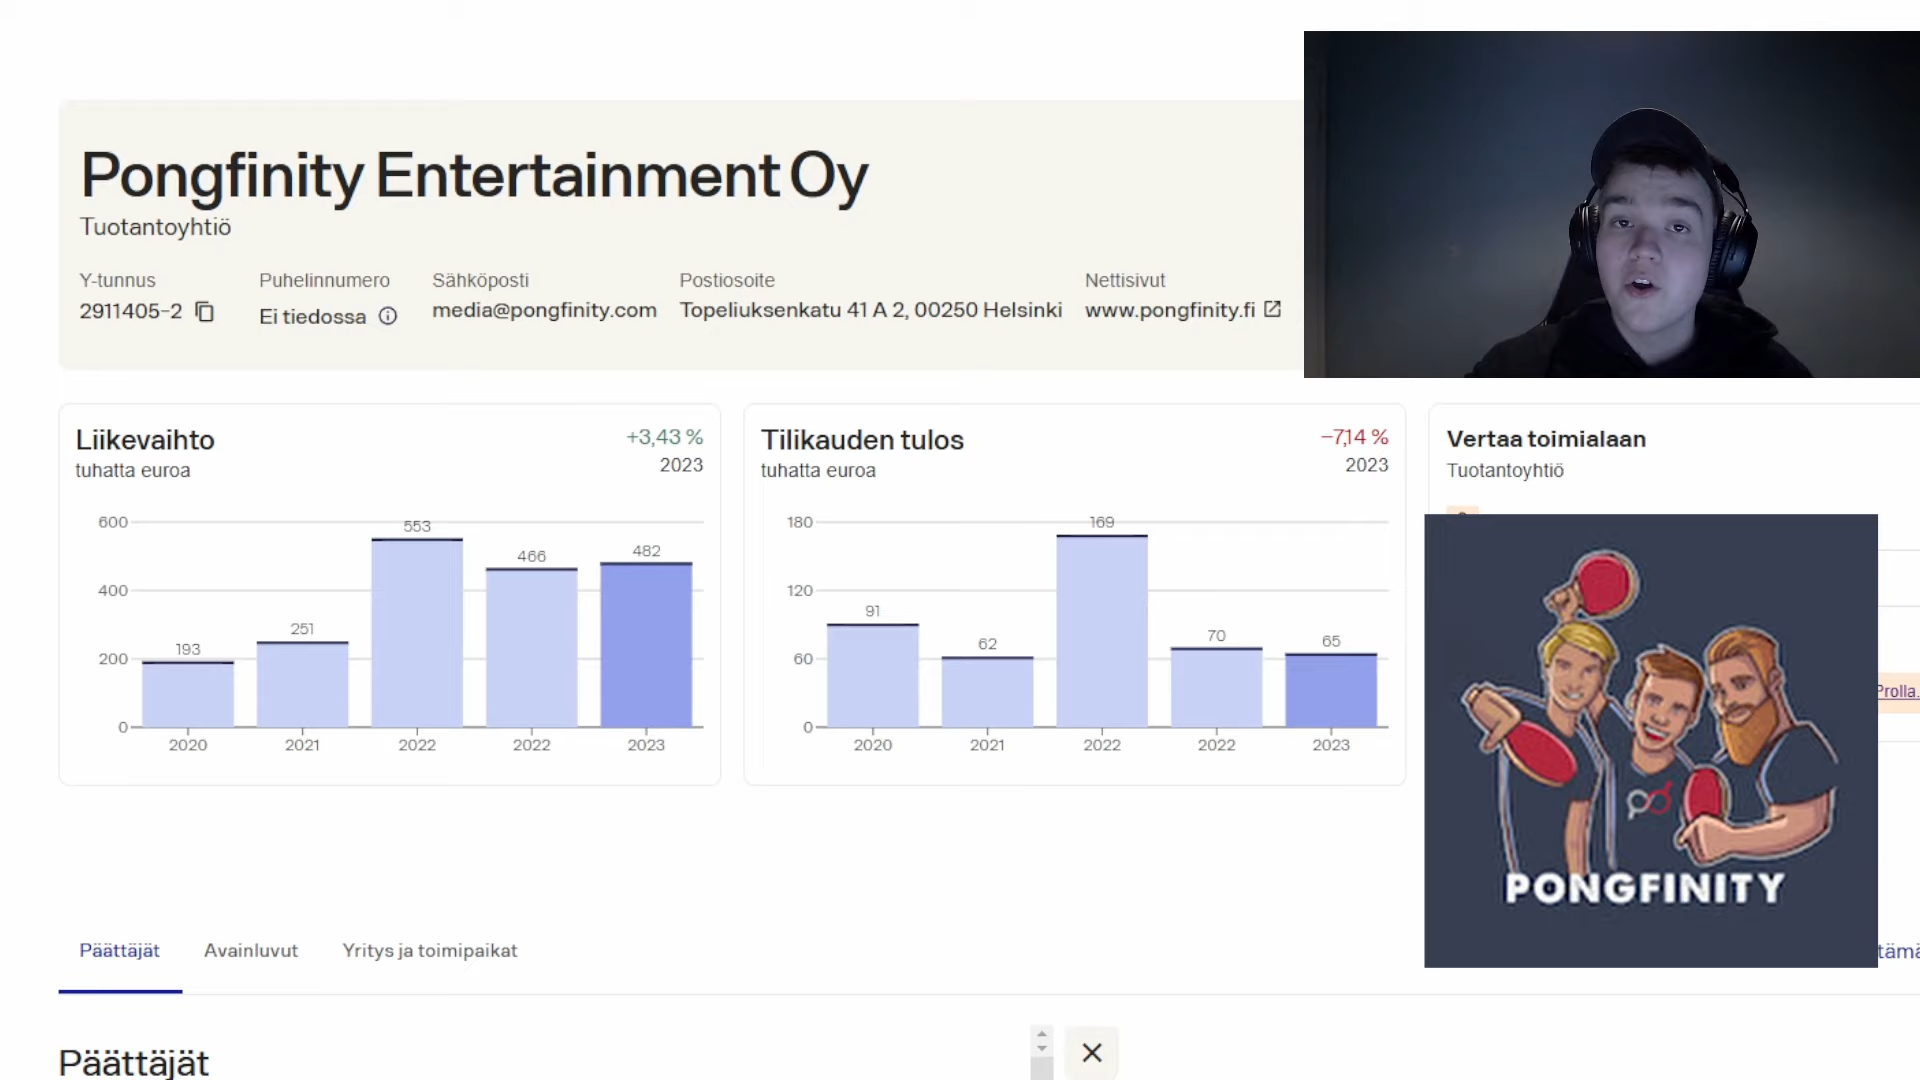 Pongfinity Entertainment Oy
Tuotantoyhtiö
Y-tunnus
2911405-2
Puhelinnumero
Ei tiedossa
Sähköposti
media@pongfinity.com
Postiosoite
Topeliuksenkatu 41 A 2, 00250 Helsinki
Nettisivut
www.pongfinity.fi
Liikevaihto
tuhatta euroa
+3,43 %
2023
600
400
200
0
193
251
553
466
482
2020
2021
2022
2022
2023
Tilikauden tulos
tuhatta euroa
−7,14 %
2023
180
120
60
0
91
62
169
70
65
2020
2021
2022
2022
2023
Vertaa toimialaan
Tuotantoyhtiö
Prolla.
PONGFINITY
Päättäjät
Avainluvut
Yritys ja toimipaikat
Päättäjät